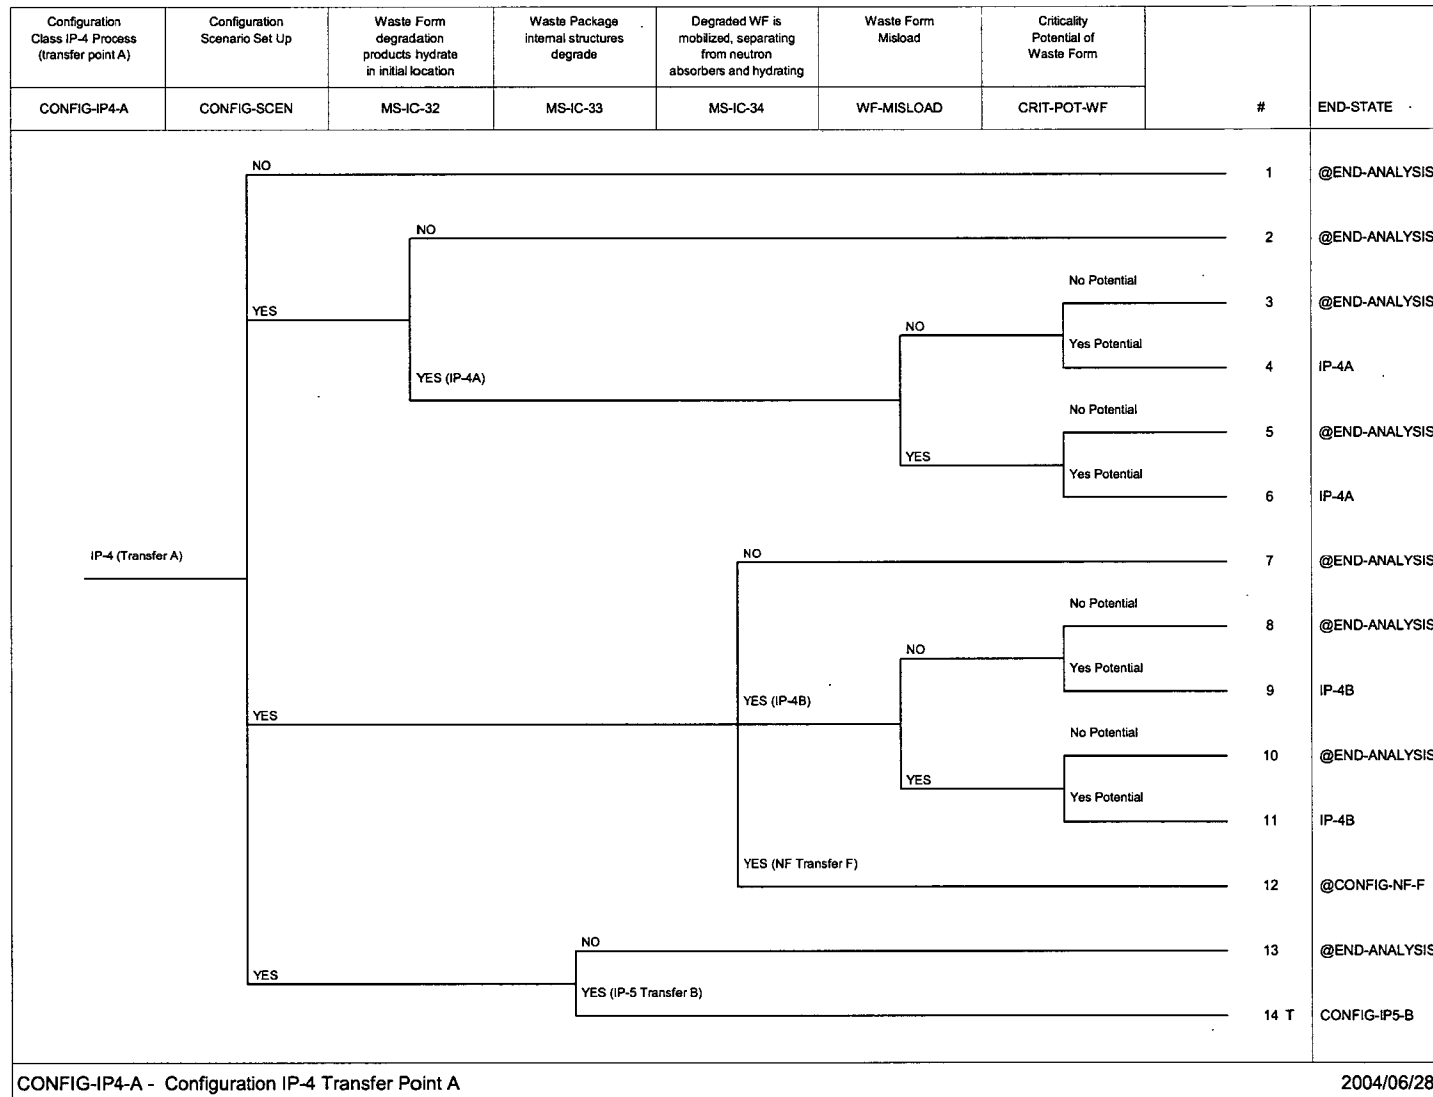 Configuration
Class IP-4 Process
(transfer point A)
Configuration
Scenario Set Up
Waste Form
degradation
products hydrate
in initial location
Waste Package
internal structures
degrade
Degraded WF is
mobilized, separating
from neutron
absorbers and hydrating
Waste Form
Misload
Criticality
Potential of
Waste Form
CONFIG-IP4-A
CONFIG-SCEN
MS-IC-32
MS-IC-33
MS-IC-34
WF-MISLOAD
CRIT-POT-WF
#
END-STATE
NO
1
@END-ANALYSIS
NO
2
@END-ANALYSIS
No Potential
3
@END-ANALYSIS
YES
NO
Yes Potential
4
IP-4A
YES (IP-4A)
No Potential
5
@END-ANALYSIS
YES
Yes Potential
6
IP-4A
IP-4 (Transfer A)
NO
7
@END-ANALYSIS
No Potential
8
@END-ANALYSIS
NO
Yes Potential
9
IP-4B
YES
YES (IP-4B)
No Potential
10
@END-ANALYSIS
YES
Yes Potential
11
IP-4B
YES (NF Transfer F)
12
@CONFIG-NF-F
NO
13
@END-ANALYSIS
YES
YES (IP-5 Transfer B)
14 T
CONFIG-IP5-B
CONFIG-IP4-A - Configuration IP-4 Transfer Point A
2004/06/28